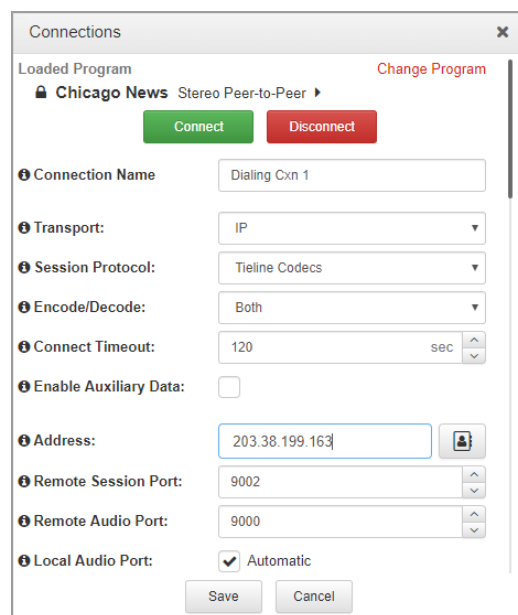 Connections
Loaded Program Change Program
Chicago News Stereo Peer-to-Peer
Connect Disconnect
Connection Name Dialing Cxn 1
Transport: IP
Session Protocol: Tieline Codecs
Encode/Decode: Both
Connect Timeout: 120 sec
Enable Auxiliary Data:
Address: 203.38.199.163
Remote Session Port: 9002
Remote Audio Port: 9000
Local Audio Port: Automatic
Save Cancel